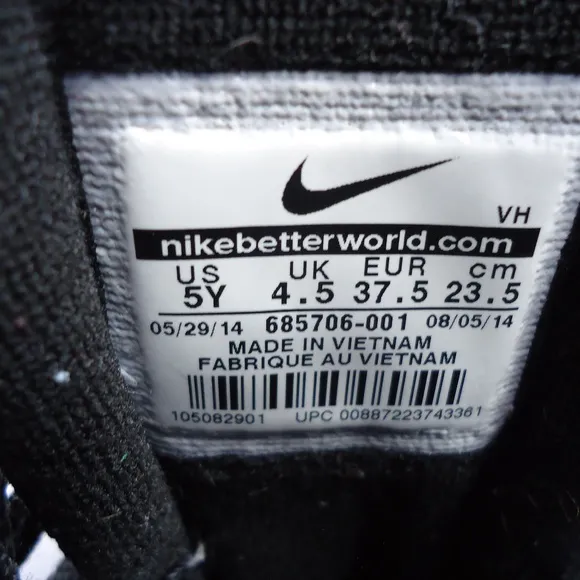 VH
nikebetterworld.com
US UK EUR cm
5Y 4.5 37.5 23.5
05/29/14 685706-001 08/05/14
MADE IN VIETNAM
FABRIQUE AU VIETNAM
105082901 UPC 00887223743361